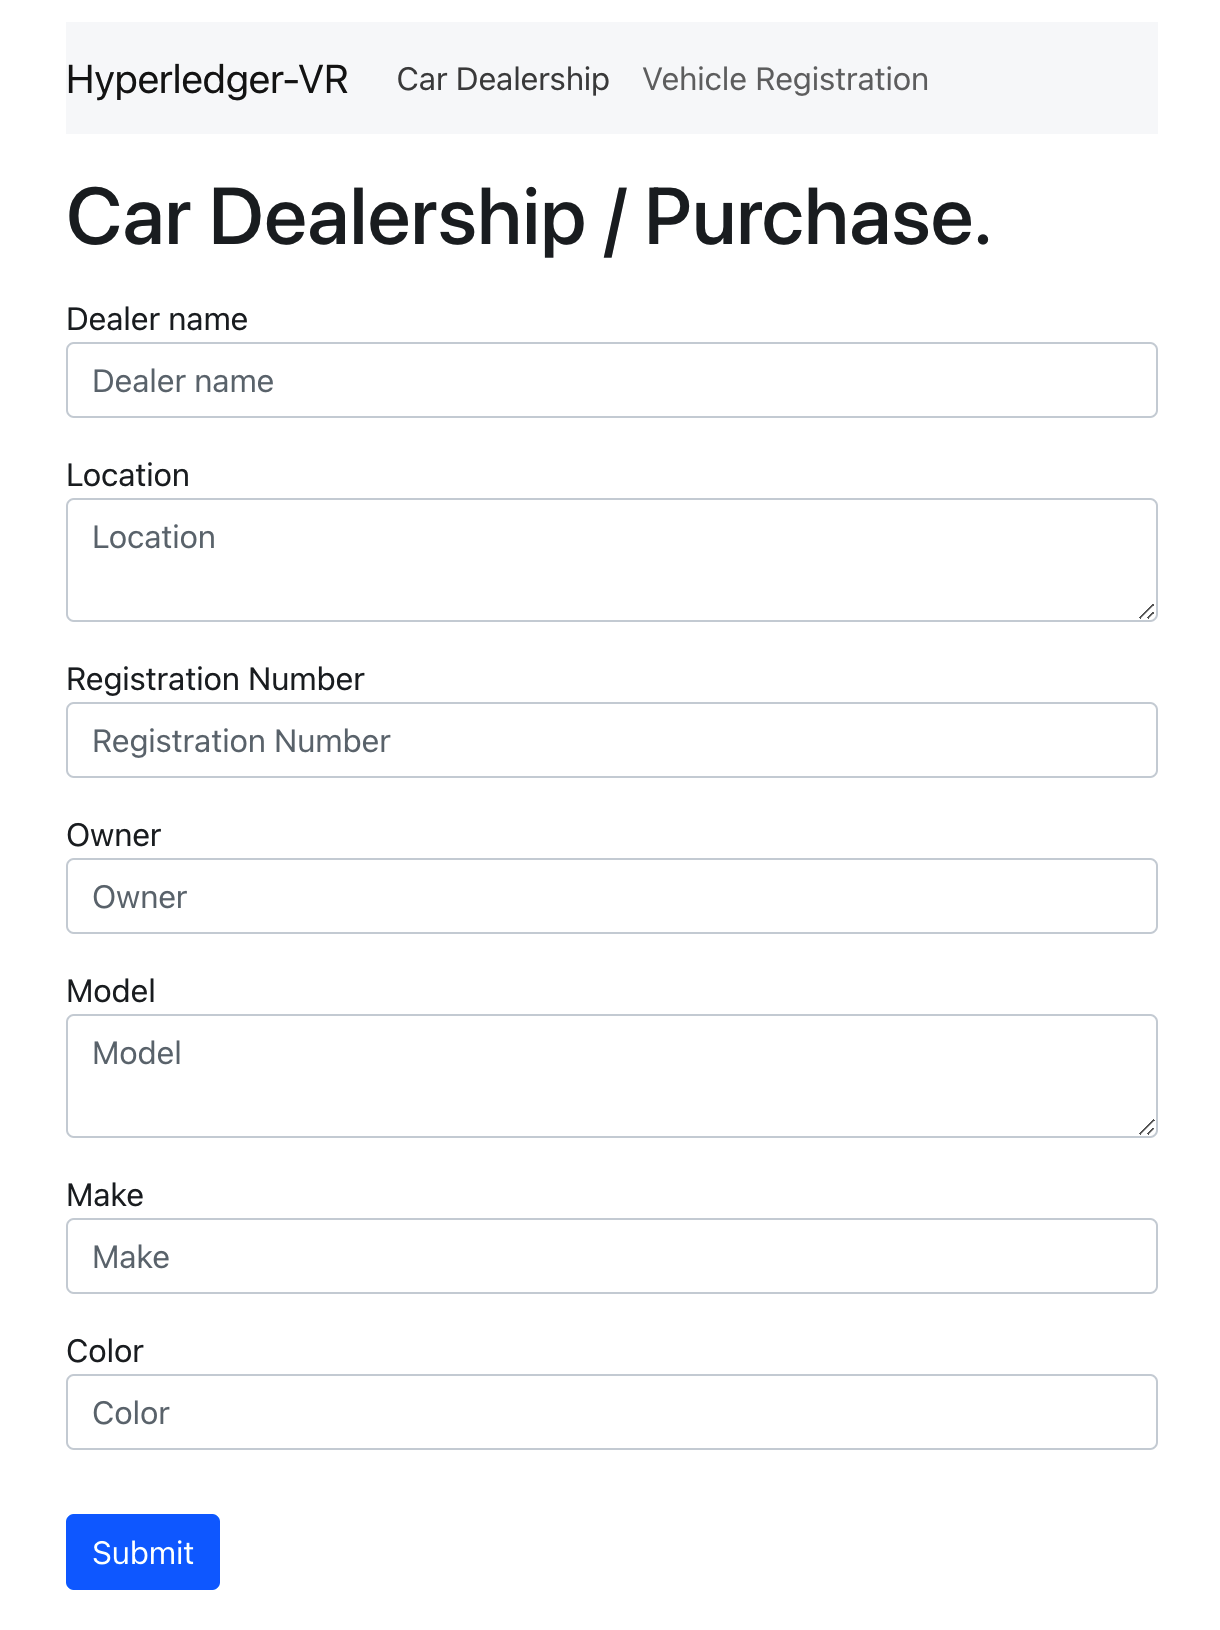 Hyperledger-VR Car Dealership Vehicle Registration
Car Dealership / Purchase.
Dealer name
Dealer name
Location
Location
Registration Number
Registration Number
Owner
Owner
Model
Model
Make
Make
Color
Color
Submit